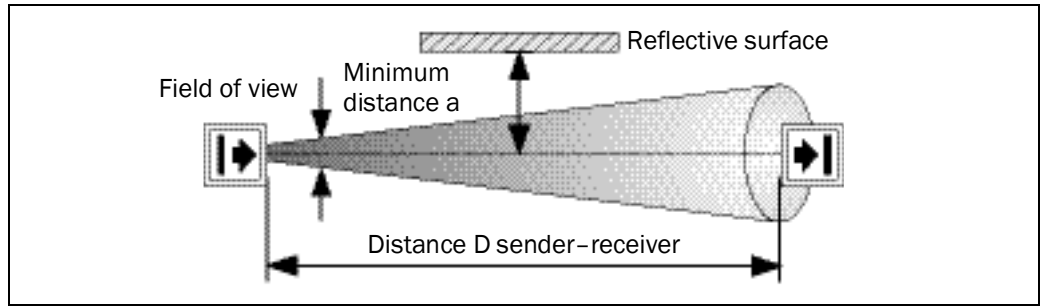 Reflective surface
Field of view
Minimum
distance a
Distance D sender–receiver